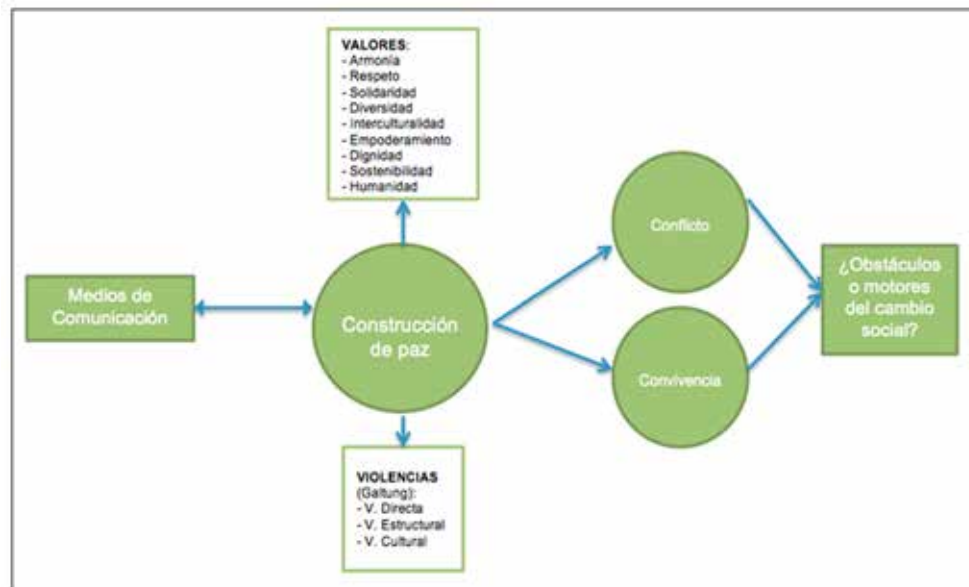 VALORES:
- Armonía
- Respeto
- Solidaridad
- Diversidad
- Interculturalidad
- Empoderamiento
- Dignidad
- Sostenibilidad
- Humanidad
Medios de
Comunicación
Construcción
de paz
Conflicto
Convivencia
¿Obstáculos
o motores
del cambio
social?
VIOLENCIAS
(Galtung):
- V. Directa
- V. Estructural
- V. Cultural